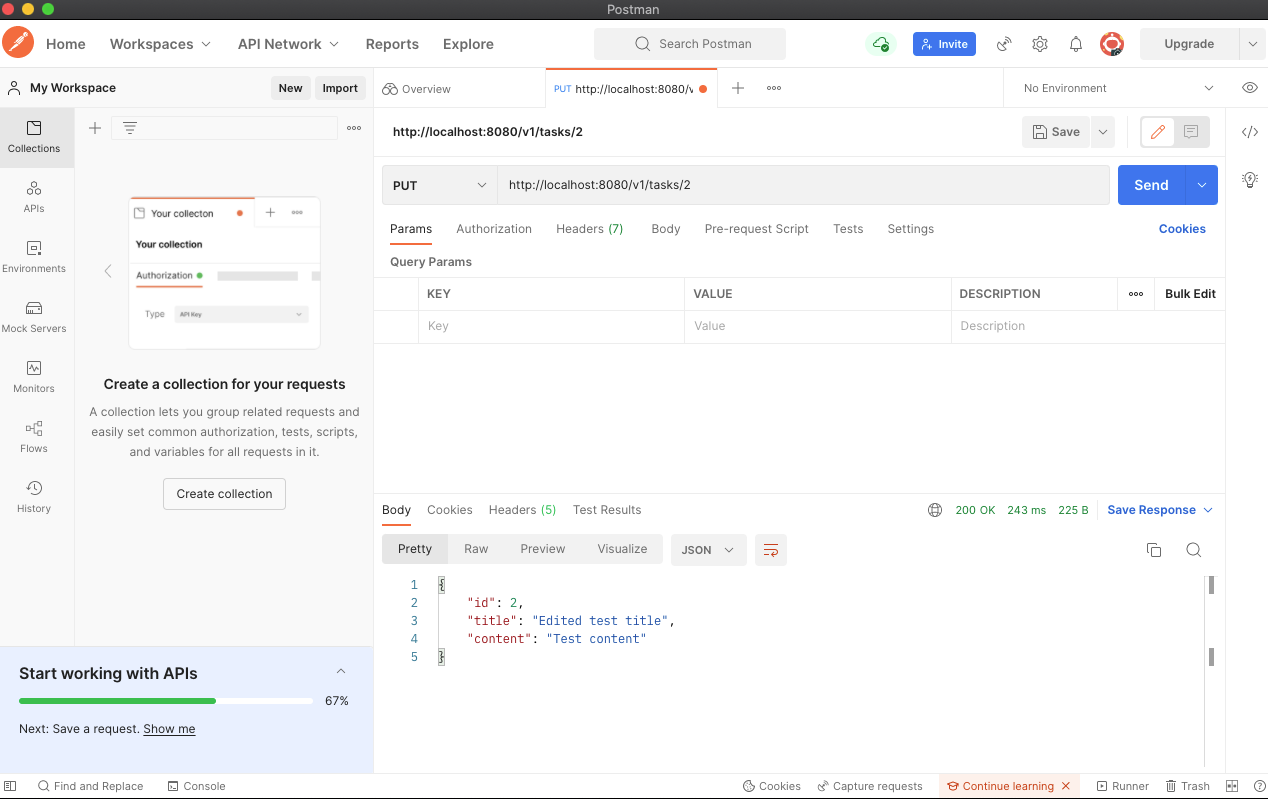 Postman
Home Workspaces API Network Reports Explore Search Postman Invite Upgrade
My Workspace New Import Overview PUT http://localhost:8080/v No Environment
Collections
APIs
Environments
Mock Servers
Monitors
Flows
History
Your collecton
Your collection
Authorization
Type API Key
Create a collection for your requests
A collection lets you group related requests and
easily set common authorization, tests, scripts,
and variables for all requests in it.
Create collection
Start working with APIs
67%
Next: Save a request. Show me
http://localhost:8080/v1/tasks/2 Save
PUT http://localhost:8080/v1/tasks/2 Send
Params Authorization Headers (7) Body Pre-request Script Tests Settings Cookies
Query Params
KEY VALUE DESCRIPTION Bulk Edit
Key Value Description
Body Cookies Headers (5) Test Results 200 OK 243 ms 225 B Save Response
Pretty Raw Preview Visualize JSON
1 {
2 "id": 2,
3 "title": "Edited test title",
4 "content": "Test content"
5 }
Find and Replace Console Cookies Capture requests Continue learning Runner Trash